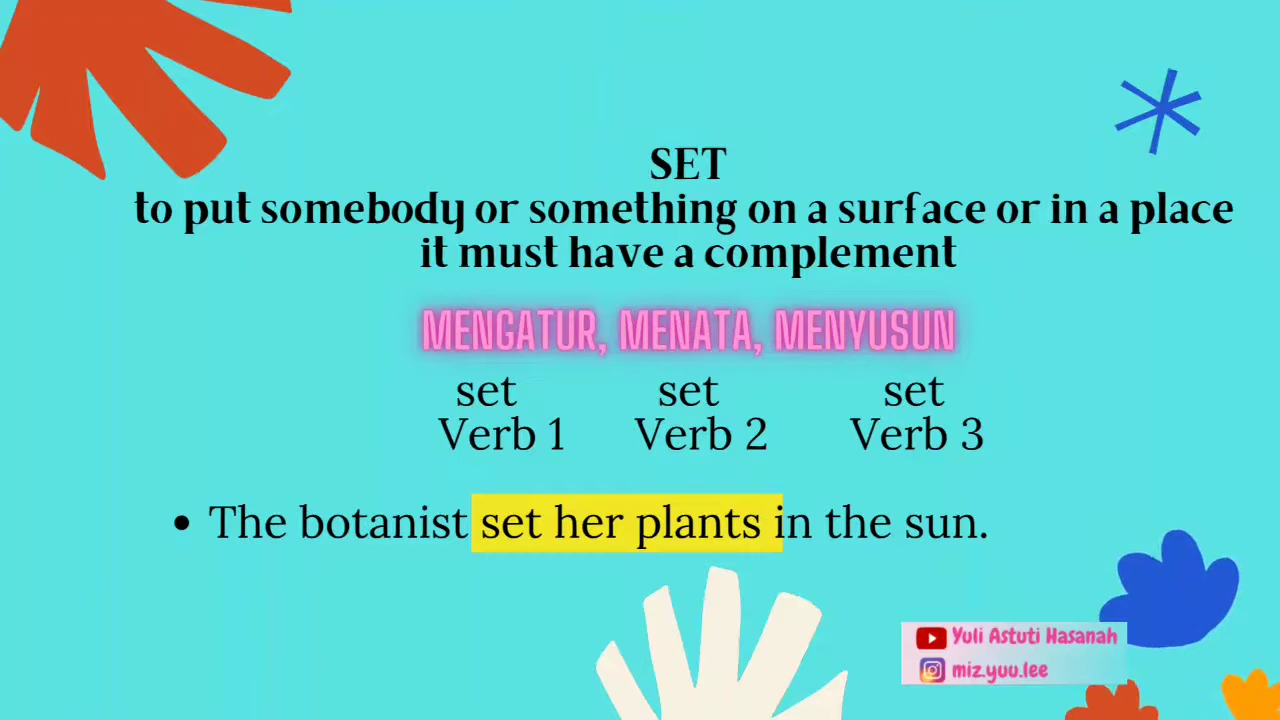 SET
to put somebody or something on a surface or in a place
it must have a complement
MENGATUR, MENATA, MENYUSUN
set set set
Verb 1 Verb 2 Verb 3
• The botanist set her plants in the sun.
Yuli Astuti Hasanah
miz.yuu.lee